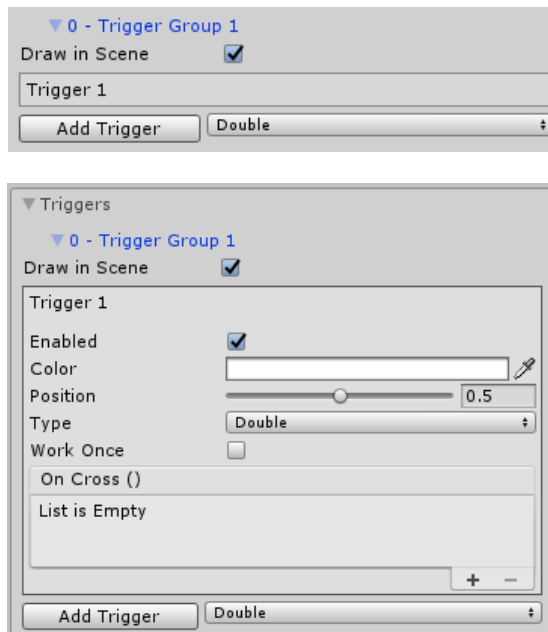 0 - Trigger Group 1
Draw in Scene
Trigger 1
Add Trigger Double
Triggers
0 - Trigger Group 1
Draw in Scene
Trigger 1
Enabled
Color
Position 0.5
Type Double
Work Once
On Cross ()
List is Empty
+ −
Add Trigger Double